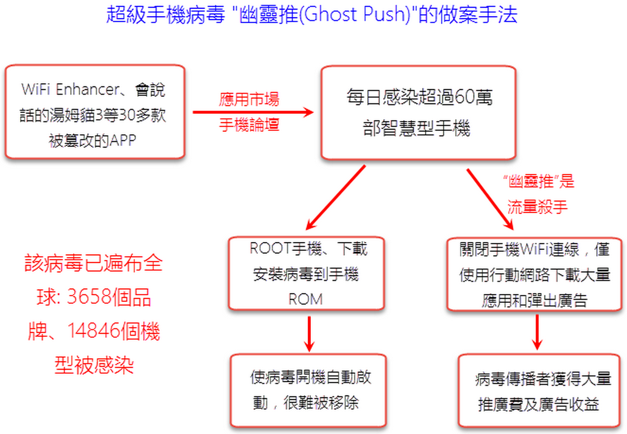 超級手機病毒 "幽靈推(Ghost Push)"的做案手法
WiFi Enhancer、會說
話的湯姆貓3等30多款
被篡改的APP
應用市場
手機論壇
每日感染超過60萬
部智慧型手機
"幽靈推"是
流量殺手
ROOT手機、下載
安裝病毒到手機
ROM
關閉手機WiFi連線，僅
使用行動網路下載大量
應用和彈出廣告
該病毒已遍布全
球: 3658個品
牌、14846個機
型被感染
使病毒開機自動啟
動，很難被移除
病毒傳播者獲得大量
推廣費及廣告收益